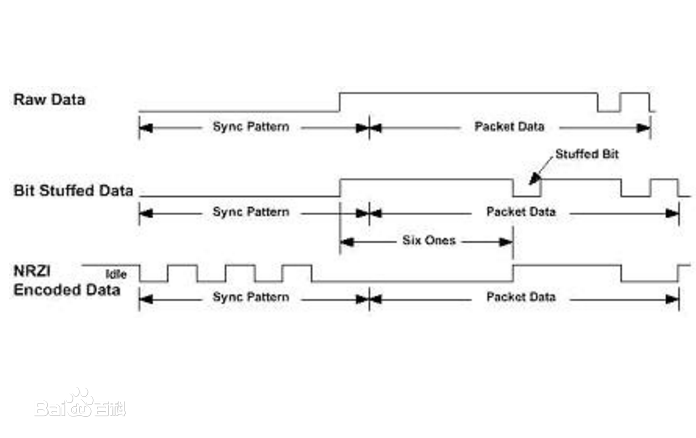 Raw Data
Sync Pattern
Packet Data
Stuffed Bit
Bit Stuffed Data
Sync Pattern
Packet Data
Six Ones
NRZI
Idle
Encoded Data
Sync Pattern
Packet Data
Bai百科